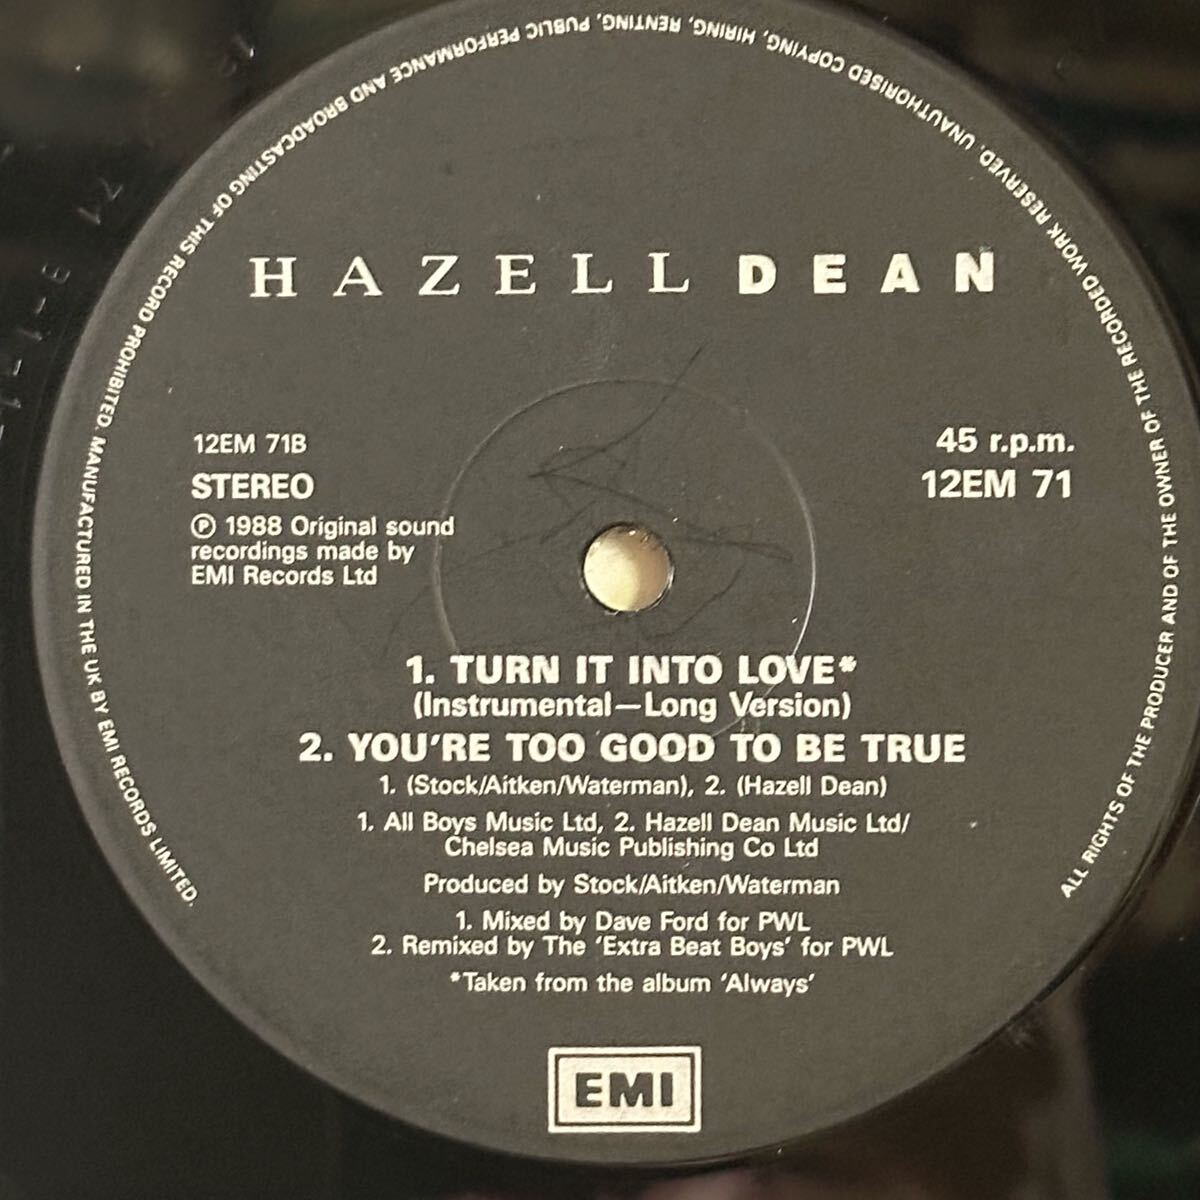 HAZELL DEAN
12EM 71B
STEREO
℗ 1988 Original sound
recordings made by
EMI Records Ltd
45 r.p.m.
12EM 71
1. TURN IT INTO LOVE*
(Instrumental—Long Version)
2. YOU'RE TOO GOOD TO BE TRUE
1. (Stock/Aitken/Waterman), 2. (Hazell Dean)
1. All Boys Music Ltd, 2. Hazell Dean Music Ltd/
Chelsea Music Publishing Co Ltd
Produced by Stock/Aitken/Waterman
1. Mixed by Dave Ford for PWL
2. Remixed by The 'Extra Beat Boys' for PWL
*Taken from the album 'Always'
EMI
ALL RIGHTS OF THE PRODUCER AND OF THE OWNER OF THE RECORDED WORK RESERVED. UNAUTHORISED COPYING, HIRING, RENTING, PUBLIC PERFORMANCE AND BROADCASTING OF THIS RECORD PROHIBITED. MANUFACTURED IN THE UK BY EMI RECORDS LIMITED.